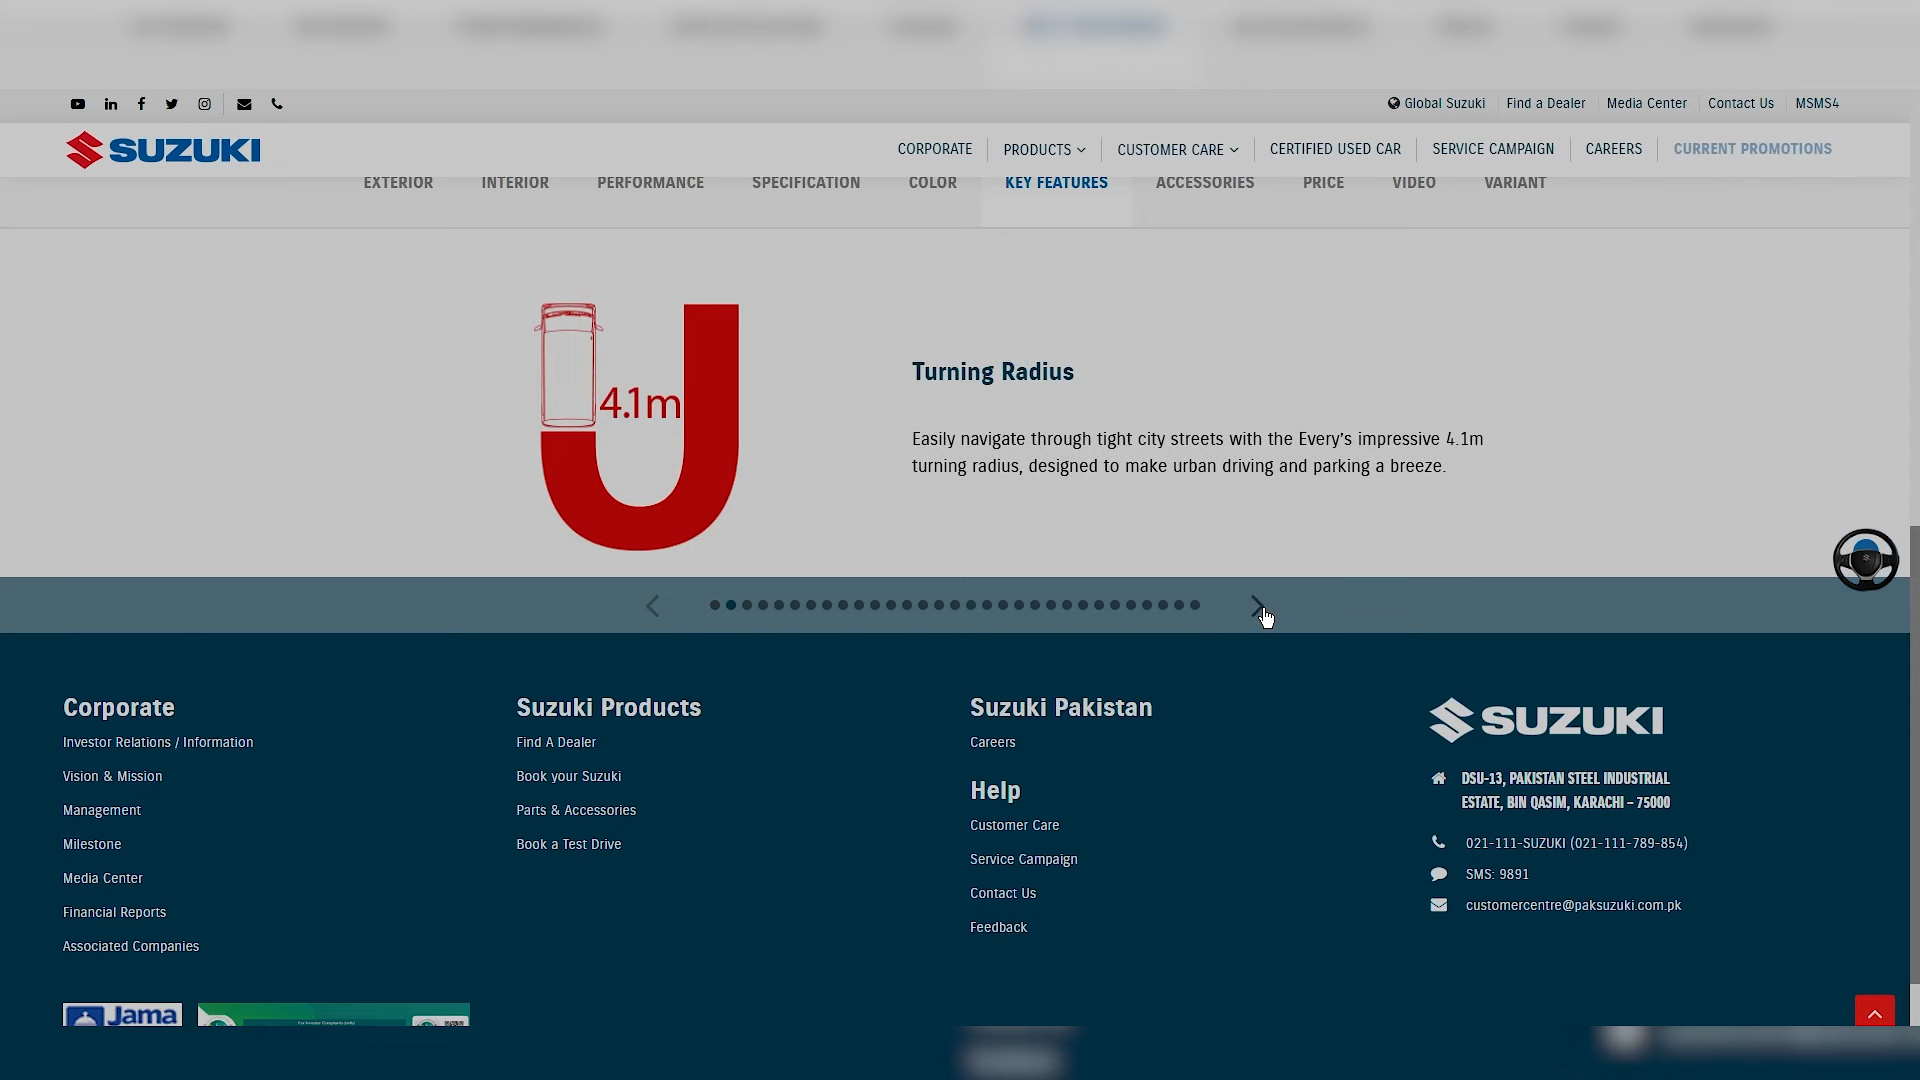 Global Suzuki
Find a Dealer
Media Center
Contact Us
MSMS4
SUZUKI
CORPORATE
PRODUCTS
CUSTOMER CARE
CERTIFIED USED CAR
SERVICE CAMPAIGN
CAREERS
CURRENT PROMOTIONS
EXTERIOR
INTERIOR
PERFORMANCE
SPECIFICATION
COLOR
KEY FEATURES
ACCESSORIES
PRICE
VIDEO
VARIANT
4.1m
Turning Radius
Easily navigate through tight city streets with the Every's impressive 4.1m
turning radius, designed to make urban driving and parking a breeze.
Corporate
Investor Relations / Information
Vision & Mission
Management
Milestone
Media Center
Financial Reports
Associated Companies
Suzuki Products
Find A Dealer
Book your Suzuki
Parts & Accessories
Book a Test Drive
Suzuki Pakistan
Careers
Help
Customer Care
Service Campaign
Contact Us
Feedback
SUZUKI
DSU-13, PAKISTAN STEEL INDUSTRIAL
ESTATE, BIN QASIM, KARACHI – 75000
021-111-SUZUKI (021-111-789-854)
SMS: 9891
customercentre@paksuzuki.com.pk
Jama